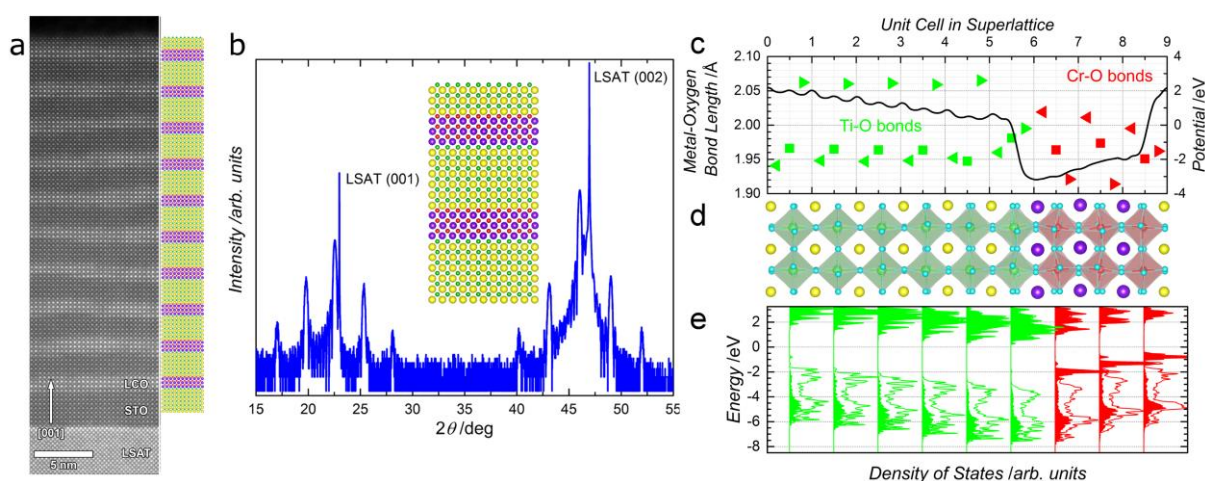 a
LCO
STO
[001]
5 nm
LSAT
b
Intensity /arb. units
LSAT (001)
LSAT (002)
15 20 25 30 35 40 45 50 55
2θ /deg
c
Unit Cell in Superlattice
0 1 2 3 4 5 6 7 8 9
Metal-Oxygen
Bond Length /Å
2.10
2.05
2.00
1.95
1.90
Cr-O bonds
Ti-O bonds
4
3
2
1
0
-1
-2
-3
-4
Potential /eV
d
e
Energy /eV
2
0
-2
-4
-6
-8
Density of States /arb. units